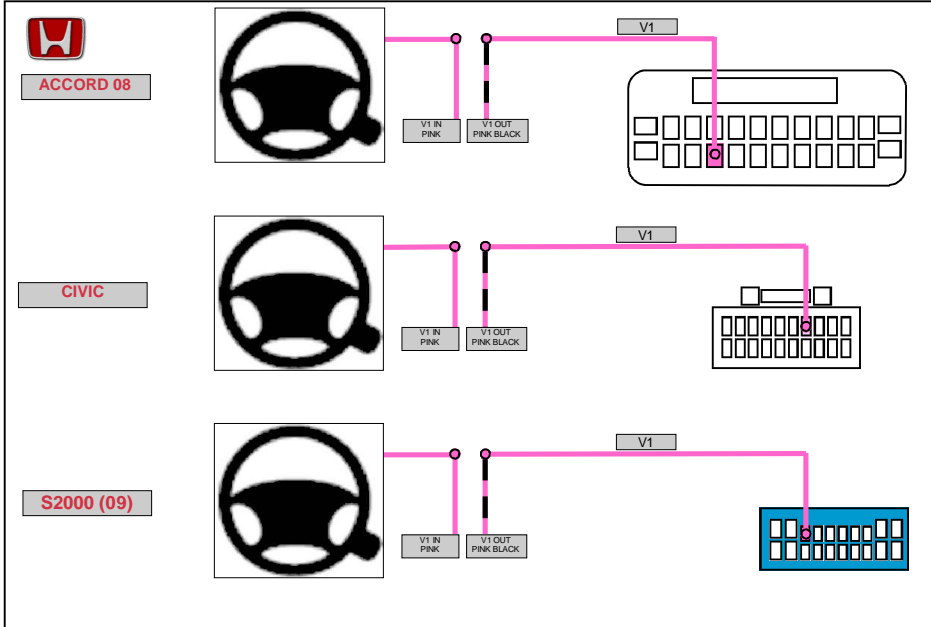 V1
ACCORD 08
V1 IN
PINK
V1 OUT
PINK BLACK
V1
CIVIC
V1 IN
PINK
V1 OUT
PINK BLACK
V1
S2000 (09)
V1 IN
PINK
V1 OUT
PINK BLACK